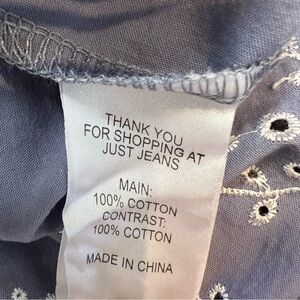 THANK YOU
FOR SHOPPING AT
JUST JEANS
MAIN:
100% COTTON
CONTRAST:
100% COTTON
MADE IN CHINA